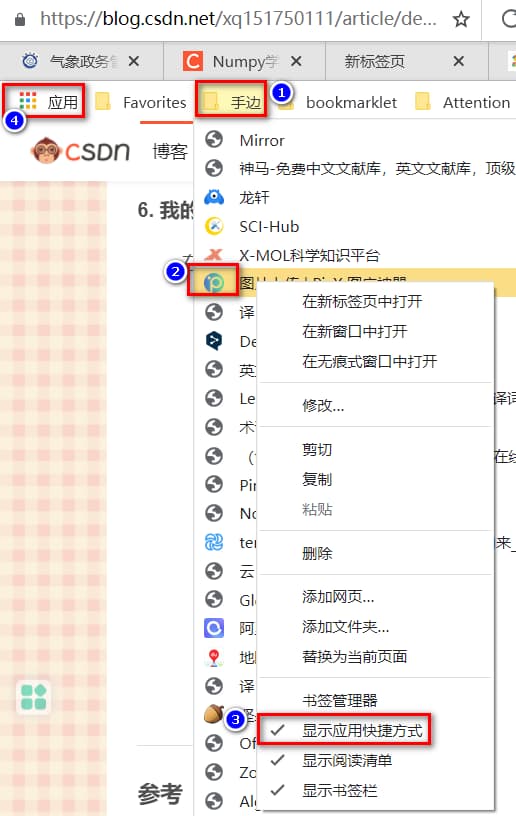 https://blog.csdn.net/xq151750111/article/de...
气象政务管
Numpy学
新标签页
应用
Favorites
手边
bookmarklet
Attention
1
4
CSDN
博客
Mirror
神马-免费中文文献库，英文文献库，顶级
龙轩
6. 我的
SCI-Hub
X-MOL科学知识平台
2
在新标签页中打开
译
在新窗口中打开
De
在无痕式窗口中打开
英
Le
修改...
译词
术
剪切
（
在线
复制
Pin
粘贴
No
ter
删除
来_
云
添加网页...
Glo
添加文件夹...
阿
替换为当前页面
地
书签管理器
译
3
显示应用快捷方式
Of
显示阅读清单
Zo
显示书签栏
参考
Alg